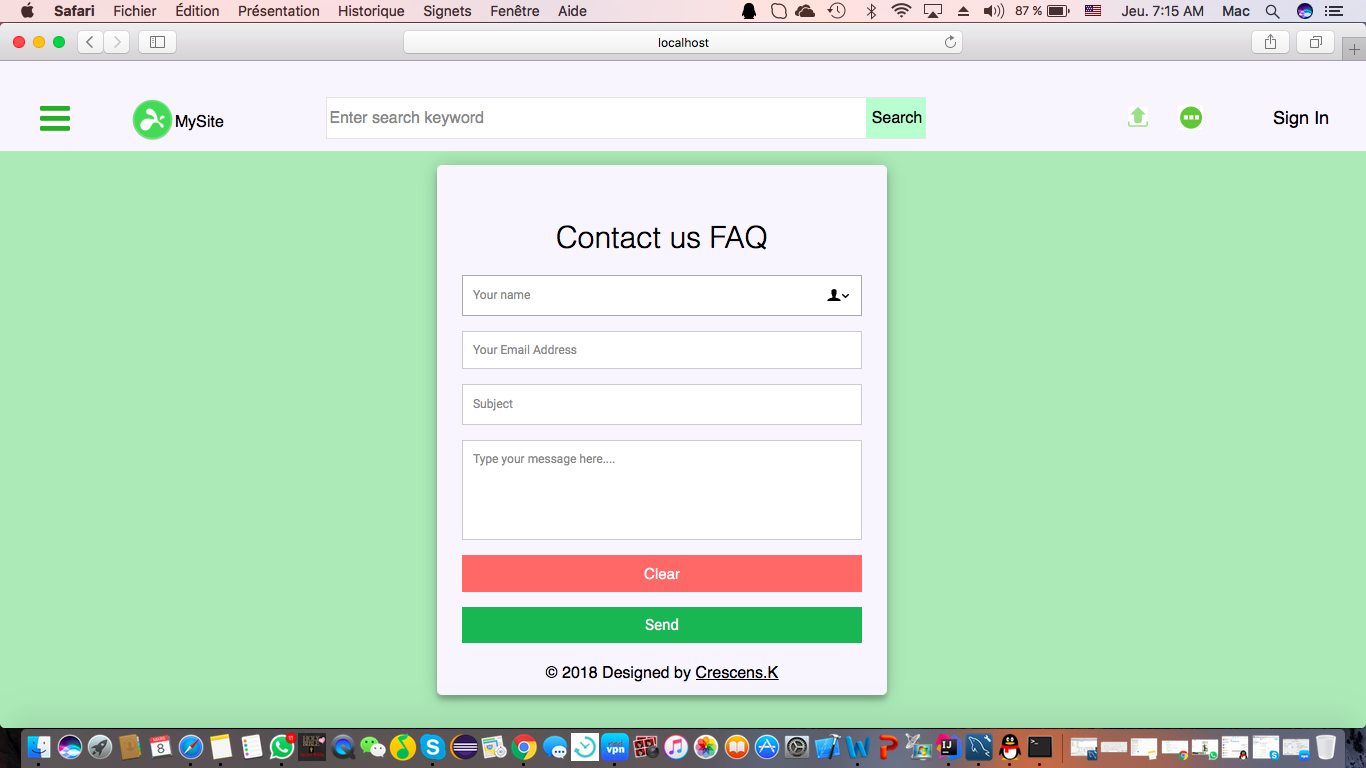 Safari Fichier Édition Présentation Historique Signets Fenêtre Aide 87 % Jeu. 7:15 AM Mac
localhost
MySite Enter search keyword Search Sign In
Contact us FAQ
Your name
Your Email Address
Subject
Type your message here....
Clear
Send
© 2018 Designed by Crescens.K
8 vpn